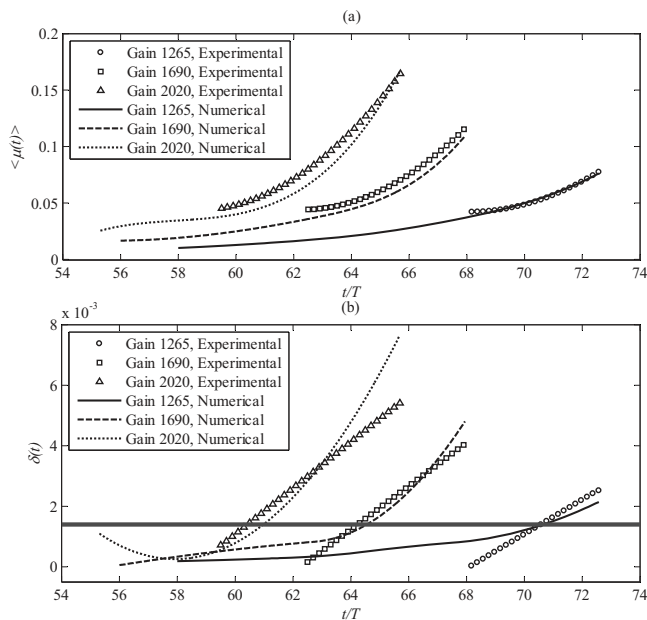 (a)
0.2
0.15
0.1
0.05
0
<μ(t)>
Gain 1265, Experimental
Gain 1690, Experimental
Gain 2020, Experimental
Gain 1265, Numerical
Gain 1690, Numerical
Gain 2020, Numerical
54 56 58 60 62 64 66 68 70 72 74
t/T
(b)
8 x 10^-3
6
4
2
0
δ(t)
Gain 1265, Experimental
Gain 1690, Experimental
Gain 2020, Experimental
Gain 1265, Numerical
Gain 1690, Numerical
Gain 2020, Numerical
54 56 58 60 62 64 66 68 70 72 74
t/T